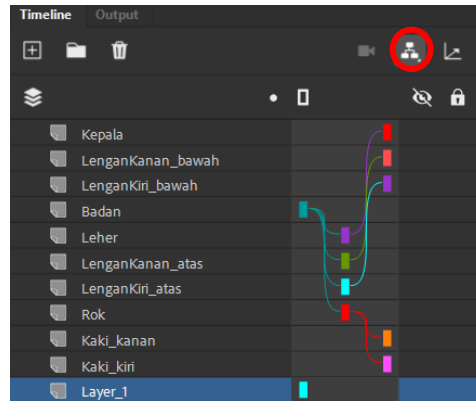 Timeline Output
Kepala
LenganKanan_bawah
LenganKiri_bawah
Badan
Leher
LenganKanan_atas
LenganKiri_atas
Rok
Kaki_kanan
Kaki_kiri
Layer_1